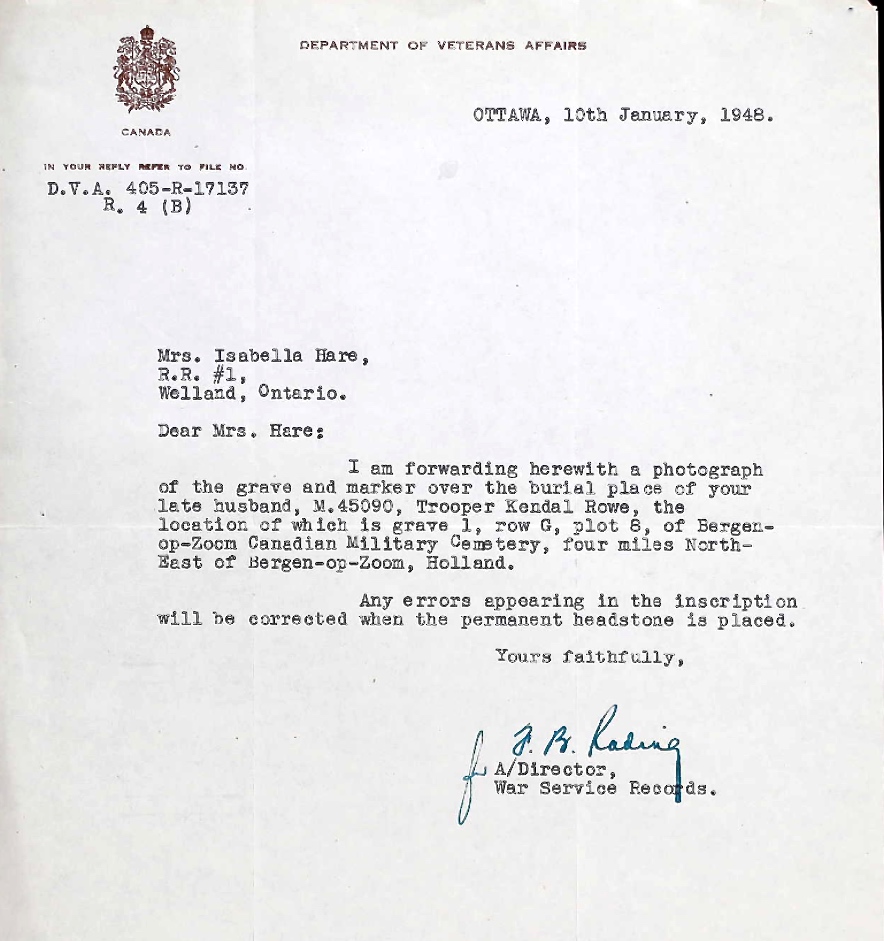 DEPARTMENT OF VETERANS AFFAIRS
CANADA
OTTAWA, 10th January, 1948.
IN YOUR REPLY REFER TO FILE NO.
D.V.A. 405-R-17137
R. 4 (B)
Mrs. Isabella Hare,
R.R. #1,
Welland, Ontario.
Dear Mrs. Hare:
I am forwarding herewith a photograph
of the grave and marker over the burial place of your
late husband, M.45090, Trooper Kendal Rowe, the
location of which is grave 1, row G, plot 8, of Bergen-
op-Zoom Canadian Military Cemetery, four miles North-
East of Bergen-op-Zoom, Holland.
Any errors appearing in the inscription
will be corrected when the permanent headstone is placed.
Yours faithfully,
for F. B.
A/Director,
War Service Records.